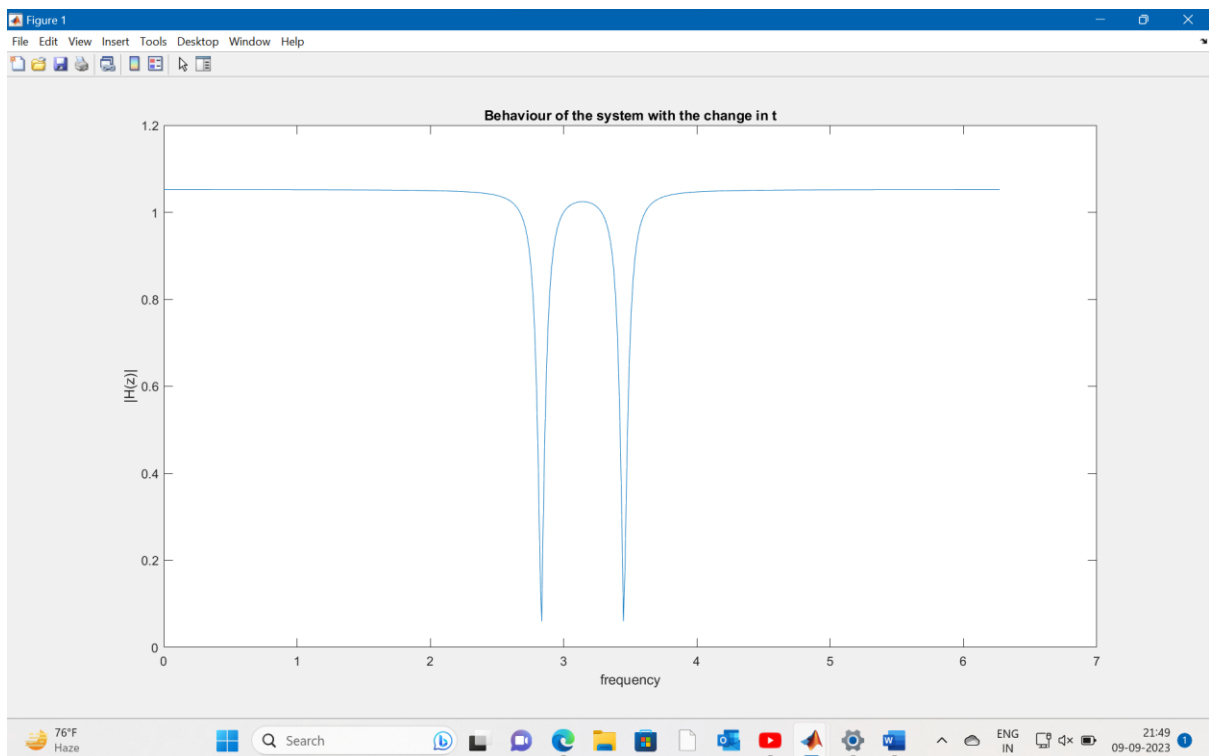 Figure 1
File Edit View Insert Tools Desktop Window Help
Behaviour of the system with the change in t
1.2
1
0.8
0.6
0.4
0.2
0
|H(z)|
0 1 2 3 4 5 6 7
frequency
76°F
Haze
Search
ENG
IN
21:49
09-09-2023
1